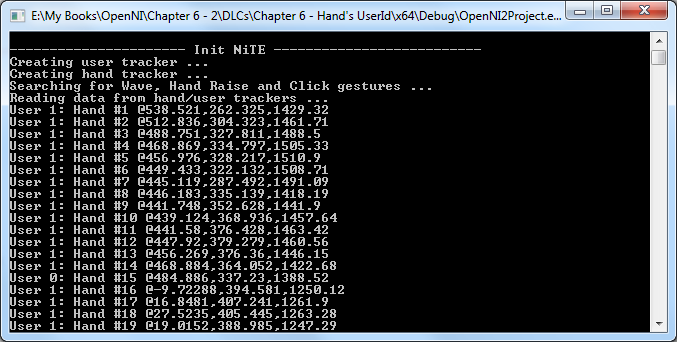 E:\My Books\OpenNI\Chapter 6 - 2\DLCs\Chapter 6 - Hand's UserId\x64\Debug\OpenNI2Project.e...
---------------------- Init NiTE --------------------------
Creating user tracker ...
Creating hand tracker ...
Searching for Wave, Hand Raise and Click gestures ...
Reading data from hand/user trackers ...
User 1: Hand #1 @538.521,262.325,1429.32
User 1: Hand #2 @512.836,304.323,1461.71
User 1: Hand #3 @488.751,327.811,1488.5
User 1: Hand #4 @468.869,334.797,1505.33
User 1: Hand #5 @456.976,328.217,1510.9
User 1: Hand #6 @449.433,322.132,1508.71
User 1: Hand #7 @445.119,287.492,1491.09
User 1: Hand #8 @446.183,335.139,1418.19
User 1: Hand #9 @441.748,352.628,1441.9
User 1: Hand #10 @439.124,368.936,1457.64
User 1: Hand #11 @441.58,376.428,1463.42
User 1: Hand #12 @447.92,379.279,1460.56
User 1: Hand #13 @456.269,376.36,1446.15
User 1: Hand #14 @468.884,364.052,1422.68
User 0: Hand #15 @484.886,337.23,1388.52
User 1: Hand #16 @-9.72288,394.581,1250.12
User 1: Hand #17 @16.8481,407.241,1261.9
User 1: Hand #18 @27.5235,405.445,1263.28
User 1: Hand #19 @19.0152,388.985,1247.29